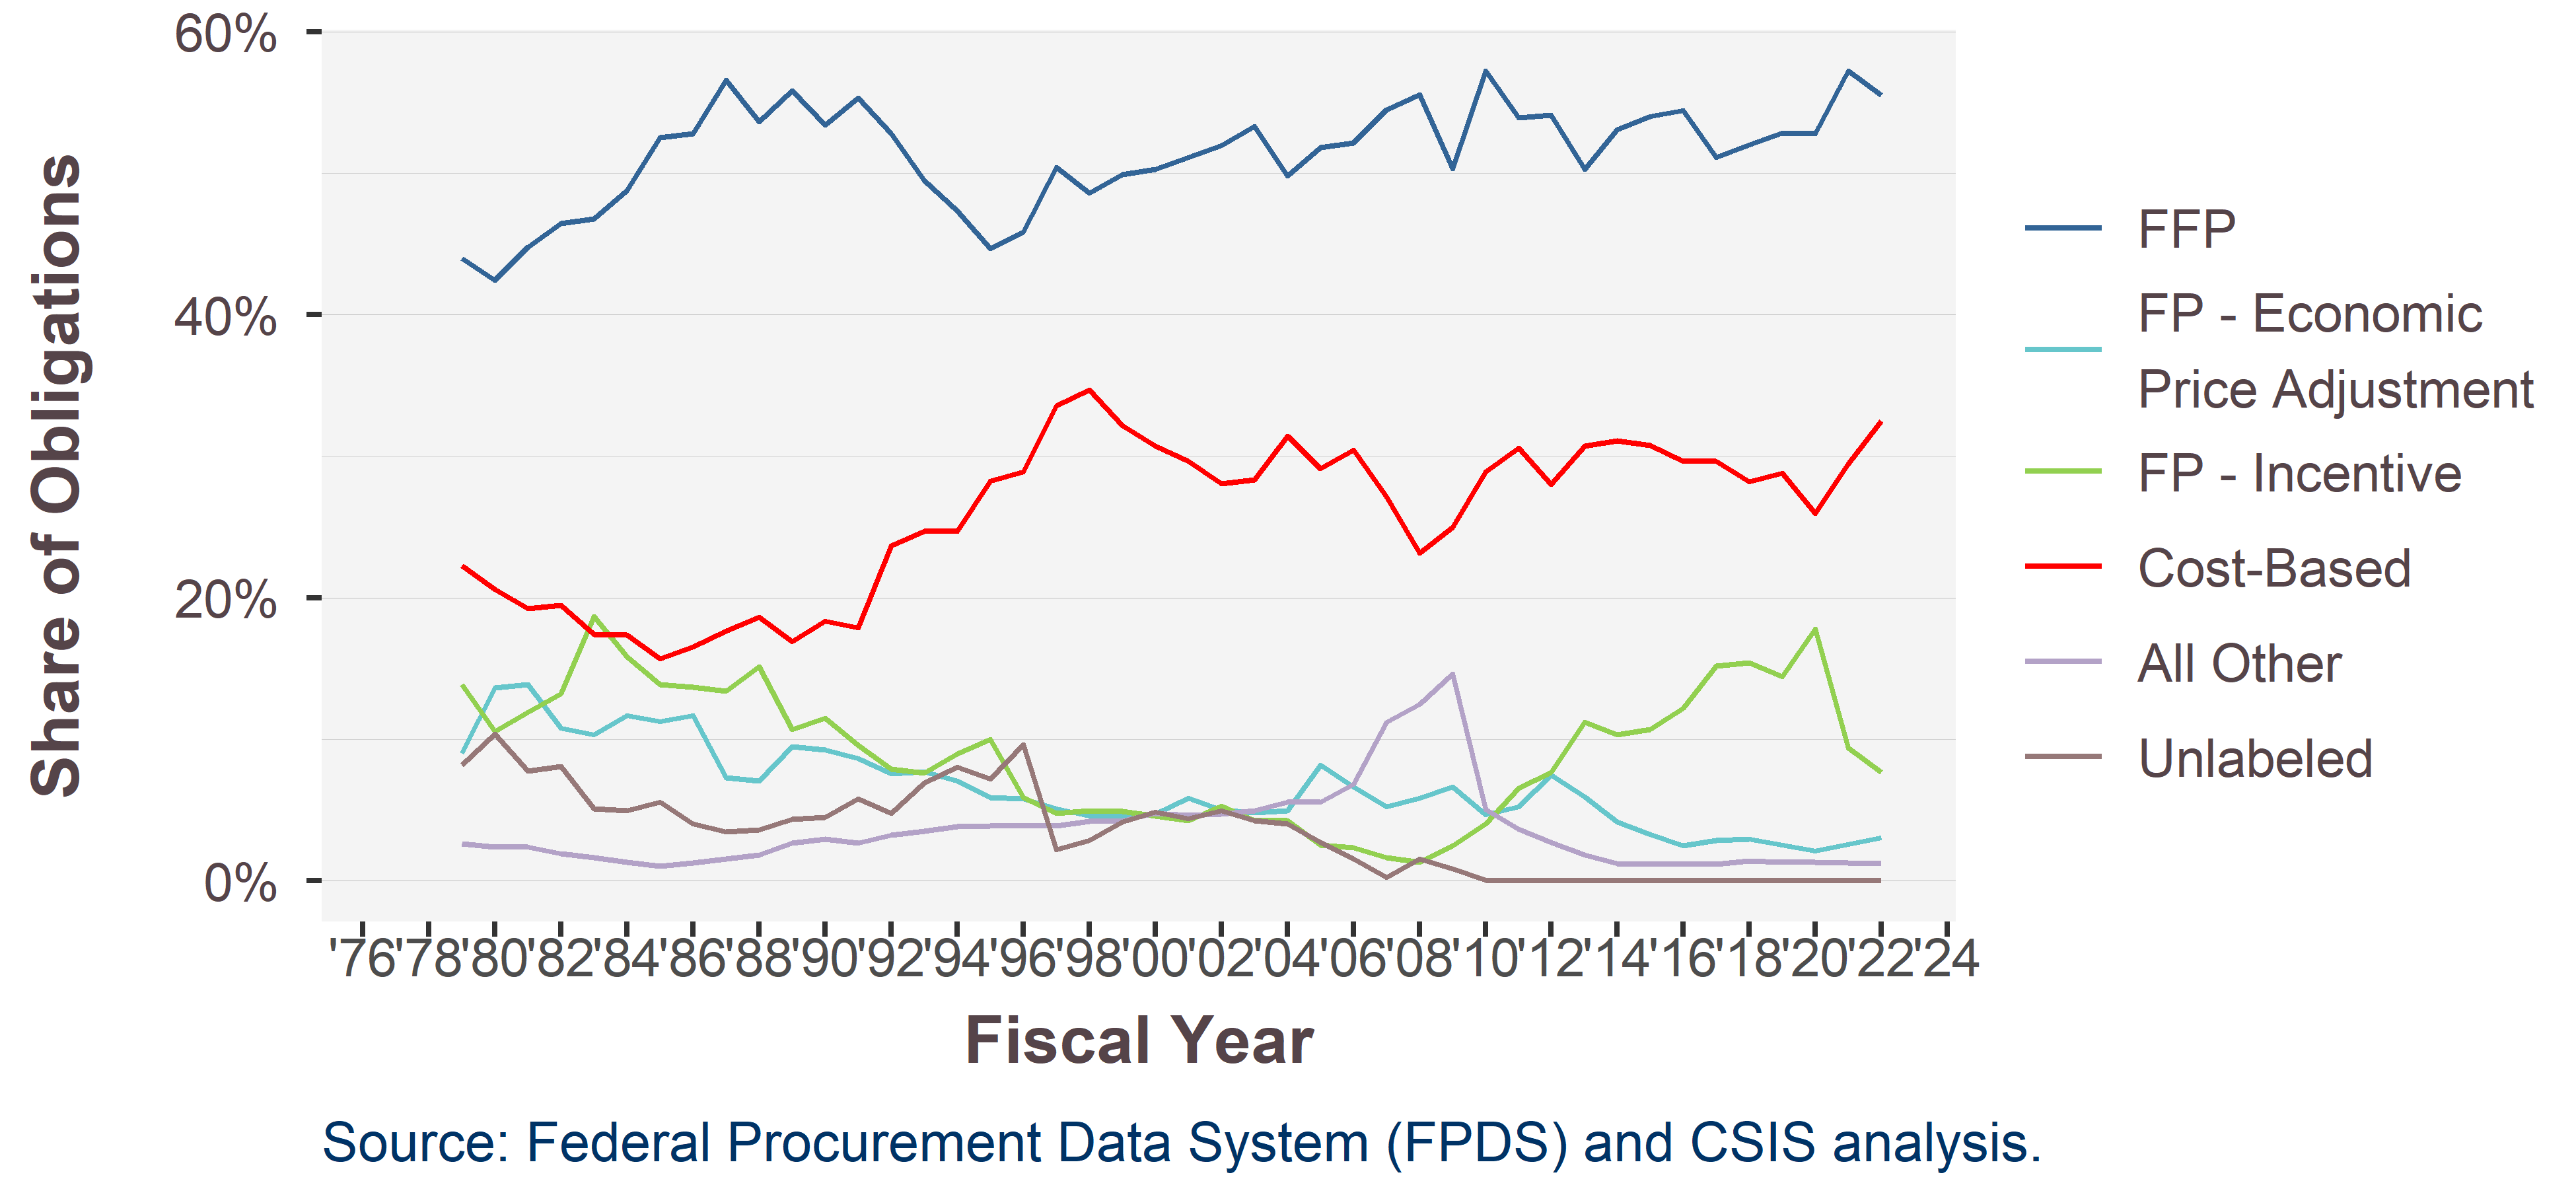 60%
40%
20%
0%
Share of Obligations
'76 '78 '80 '82 '84 '86 '88 '90 '92 '94 '96 '98 '00 '02 '04 '06 '08 '10 '12 '14 '16 '18 '20 '22 '24
Fiscal Year
FFP
FP - Economic
Price Adjustment
FP - Incentive
Cost-Based
All Other
Unlabeled
Source: Federal Procurement Data System (FPDS) and CSIS analysis.